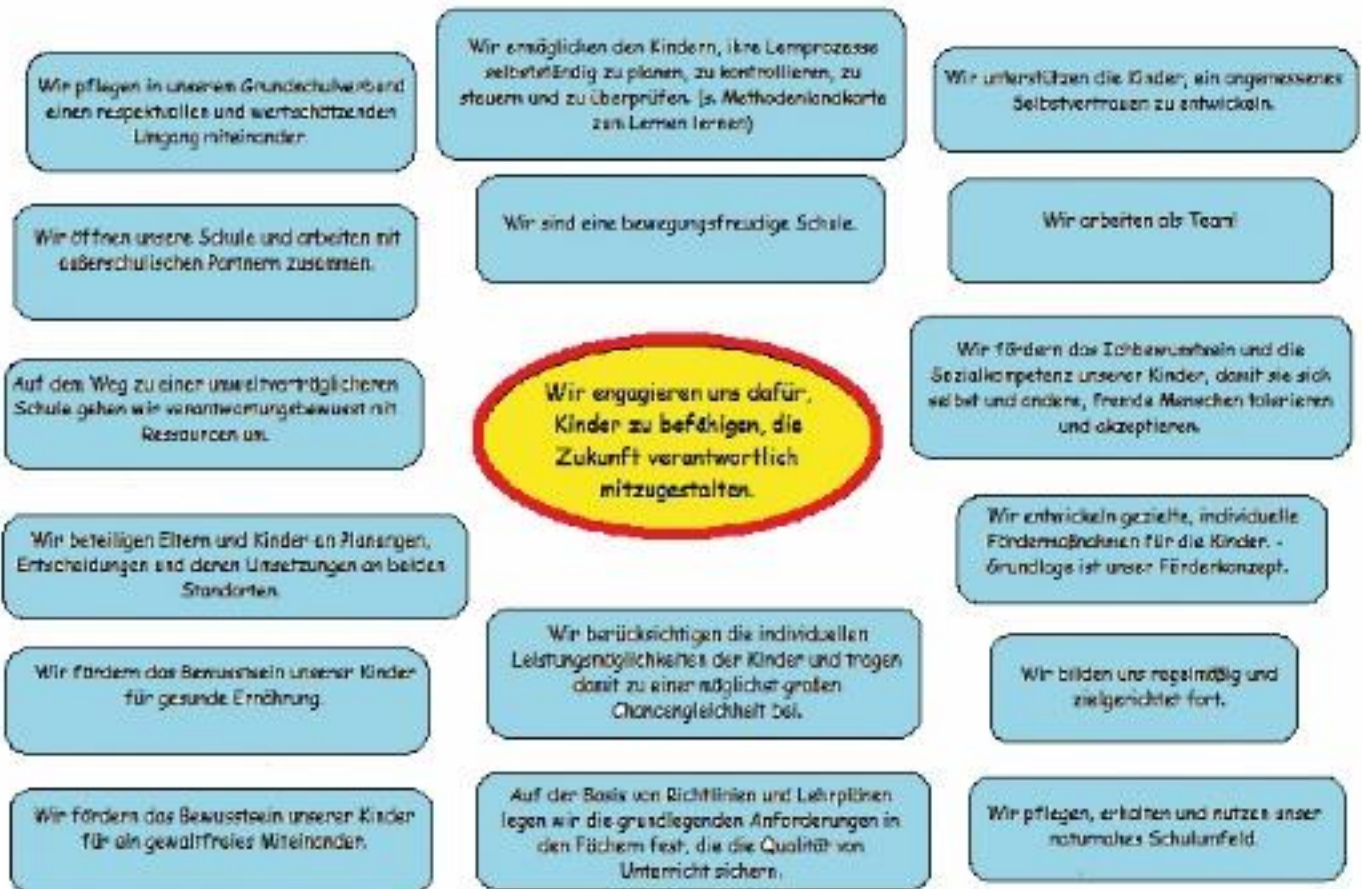 Wir pflegen in unserem Grundschulverband
einen respektvollen und wertschätzenden
Umgang miteinander.
Wir ermöglichen den Kindern, ihre Lernprozesse
selbstständig zu planen, zu kontrollieren, zu
steuern und zu überprüfen. (s. Methodenlandkarte
zum Lernen lernen)
Wir unterstützen die Kinder, ein angemessenes
Selbstvertrauen zu entwickeln.
Wir öffnen unsere Schule und arbeiten mit
außerschulischen Partnern zusammen.
Wir sind eine bewegungsfreudige Schule.
Wir arbeiten als Team!
Auf dem Weg zu einer umweltverträglicheren
Schule gehen wir verantwortungsbewusst mit
Ressourcen um.
Wir engagieren uns dafür,
Kinder zu befähigen, die
Zukunft verantwortlich
mitzugestalten.
Wir fördern das Ichbewusstsein und die
Sozialkompetenz unserer Kinder, damit sie sich
selbst und andere, fremde Menschen tolerieren
und akzeptieren.
Wir beteiligen Eltern und Kinder an Planungen,
Entscheidungen und deren Umsetzungen an beiden
Standorten.
Wir entwickeln gezielte, individuelle
Fördermaßnahmen für die Kinder. -
Grundlage ist unser Förderkonzept.
Wir fördern das Bewusstsein unserer Kinder
für gesunde Ernährung.
Wir berücksichtigen die individuellen
Leistungsmöglichkeiten der Kinder und tragen
damit zu einer möglichst großen
Chancengleichheit bei.
Wir bilden uns regelmäßig und
zielgerichtet fort.
Wir fördern das Bewusstsein unserer Kinder
für ein gewaltfreies Miteinander.
Auf der Basis von Richtlinien und Lehrplänen
legen wir die grundlegenden Anforderungen in
den Fächern fest, die die Qualität von
Unterricht sichern.
Wir pflegen, erhalten und nutzen unser
naturnahes Schulumfeld.